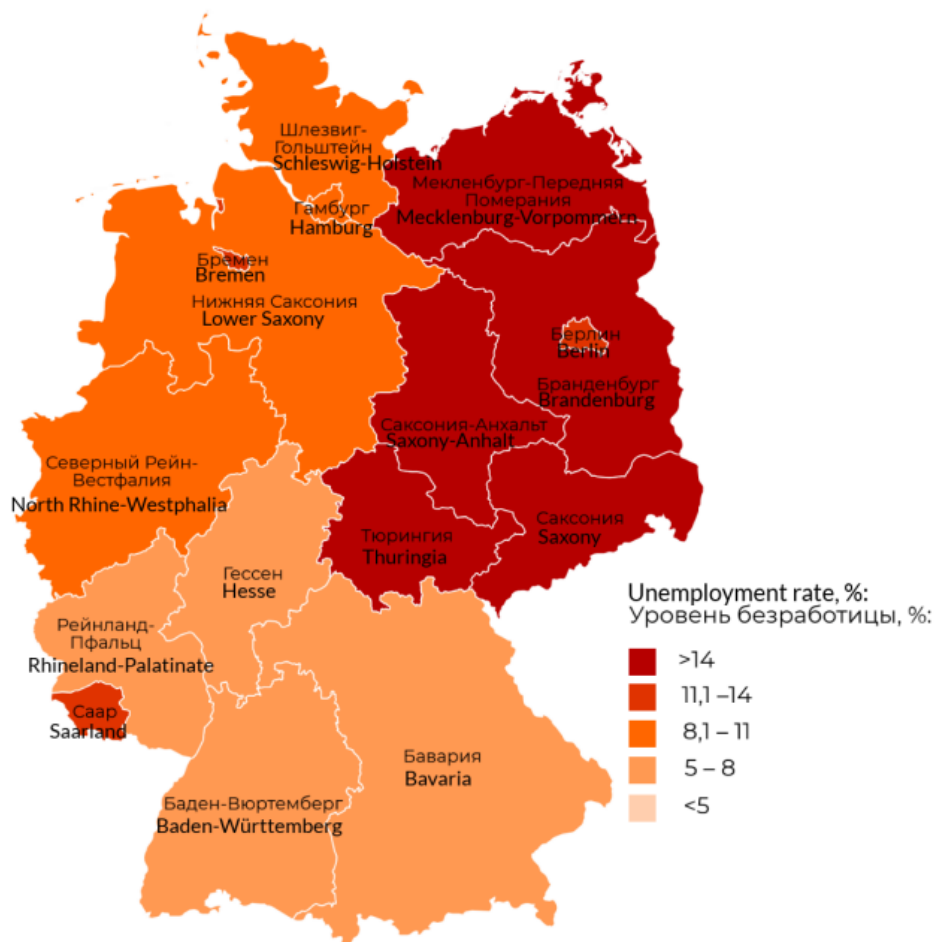 Шлезвиг-
Гольштейн
Schleswig-Holstein
Мекленбург-Передняя
Померания
Mecklenburg-Vorpommern
Гамбург
Hamburg
Бремен
Bremen
Нижняя Саксония
Lower Saxony
Берлин
Berlin
Бранденбург
Brandenburg
Саксония-Анхальт
Saxony-Anhalt
Северный Рейн-
Вестфалия
North Rhine-Westphalia
Саксония
Saxony
Тюрингия
Thuringia
Гессен
Hesse
Рейнланд-
Пфальц
Rhineland-Palatinate
Саар
Saarland
Бавария
Bavaria
Баден-Вюртемберг
Baden-Württemberg
Unemployment rate, %:
Уровень безработицы, %:
>14
11,1 –14
8,1 – 11
5 – 8
<5